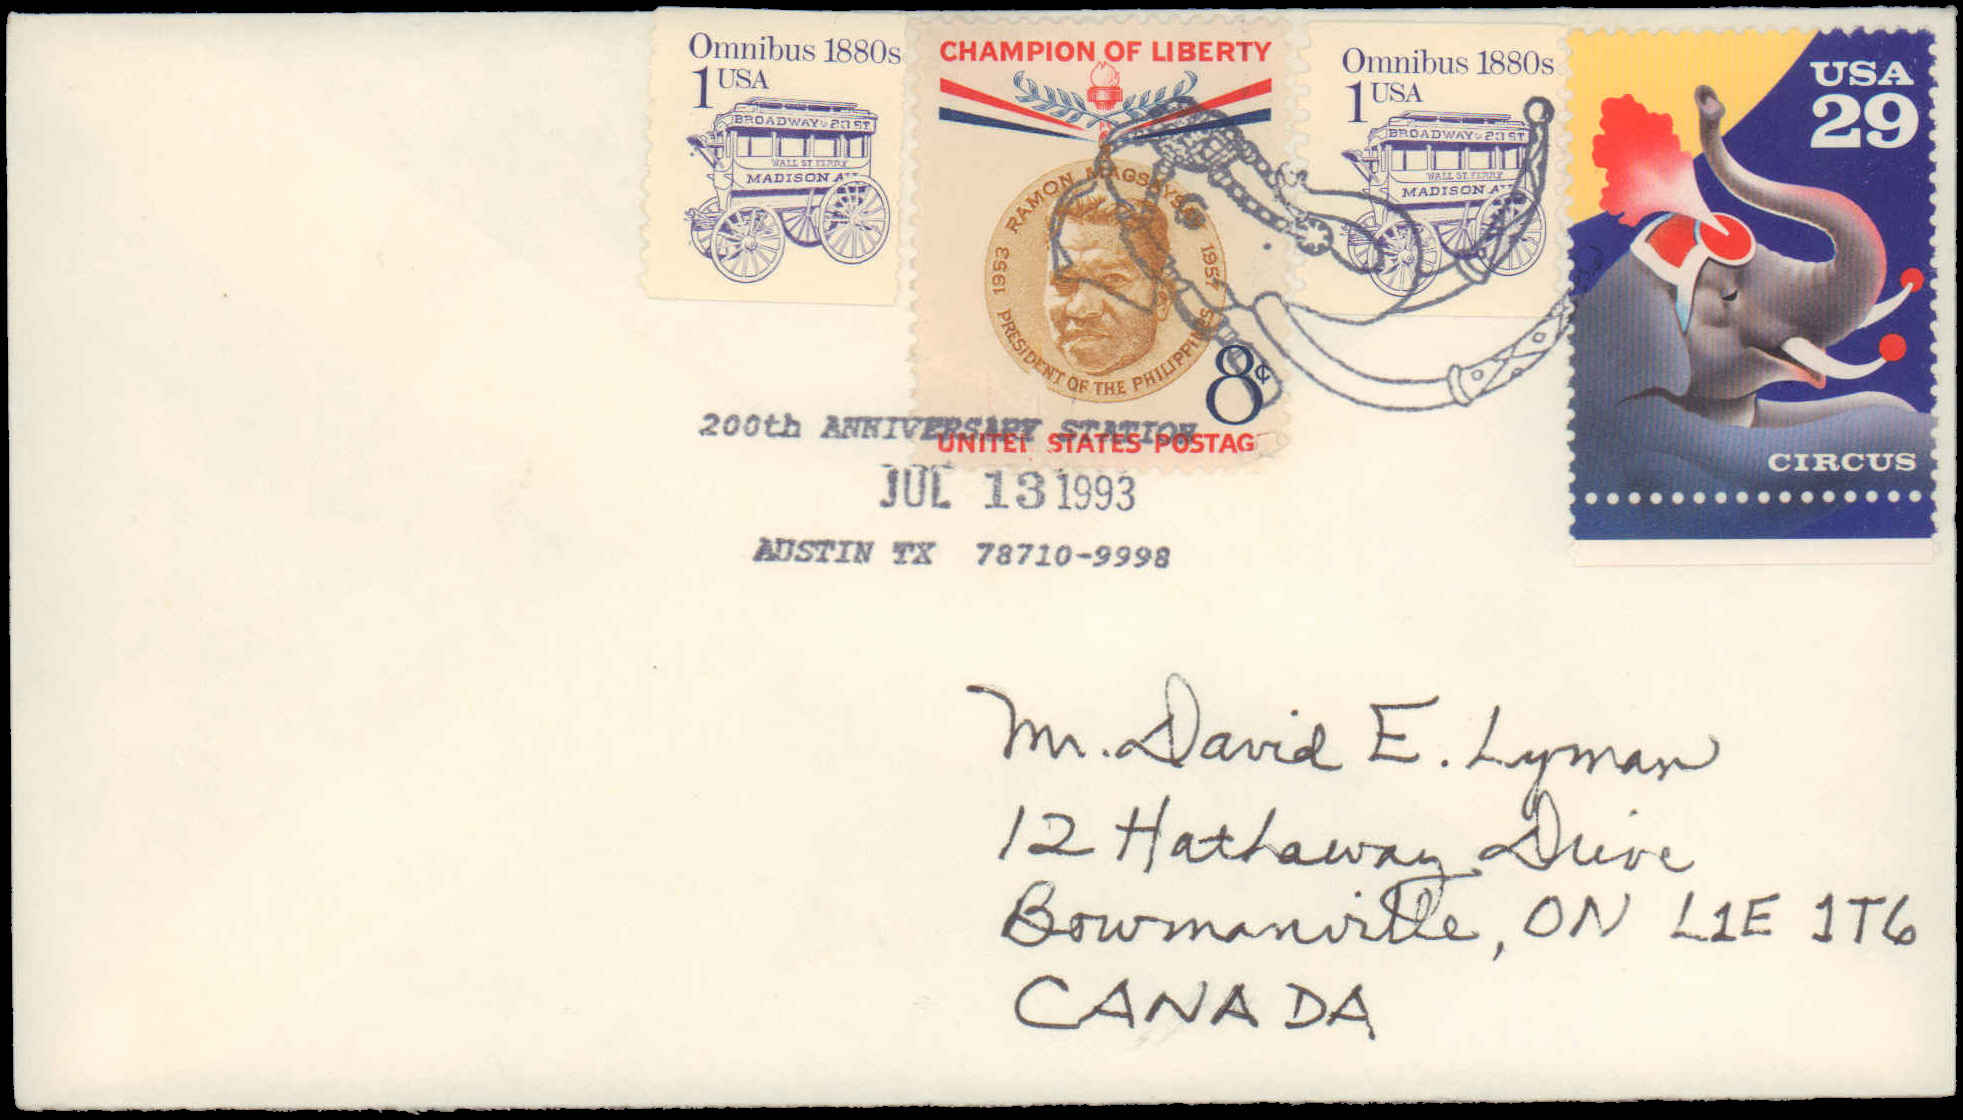 Omnibus 1880s
1 USA
BROADWAY 23 ST
WALL ST. FERRY
MADISON AV
CHAMPION OF LIBERTY
RAMON MAGSAYSAY
1953 1957
PRESIDENT OF THE PHILIPPINES
8¢
UNITED STATES POSTAG
Omnibus 1880s
1 USA
BROADWAY 23 ST
WALL ST. FERRY
MADISON AV
USA
29
CIRCUS
200th ANNIVERSARY STATION
JUL 13 1993
AUSTIN TX 78710-9998
Mr. David E. Lyman
12 Hathaway Drive
Bowmanville, ON L1E 1T6
CANADA